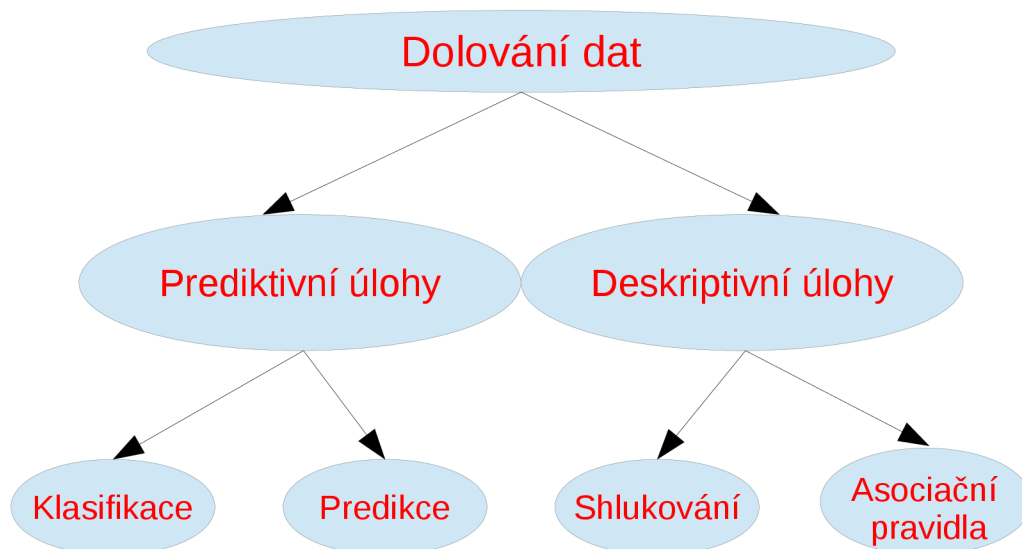 Dolování dat
Prediktivní úlohy
Deskriptivní úlohy
Klasifikace
Predikce
Shlukování
Asociační
pravidla